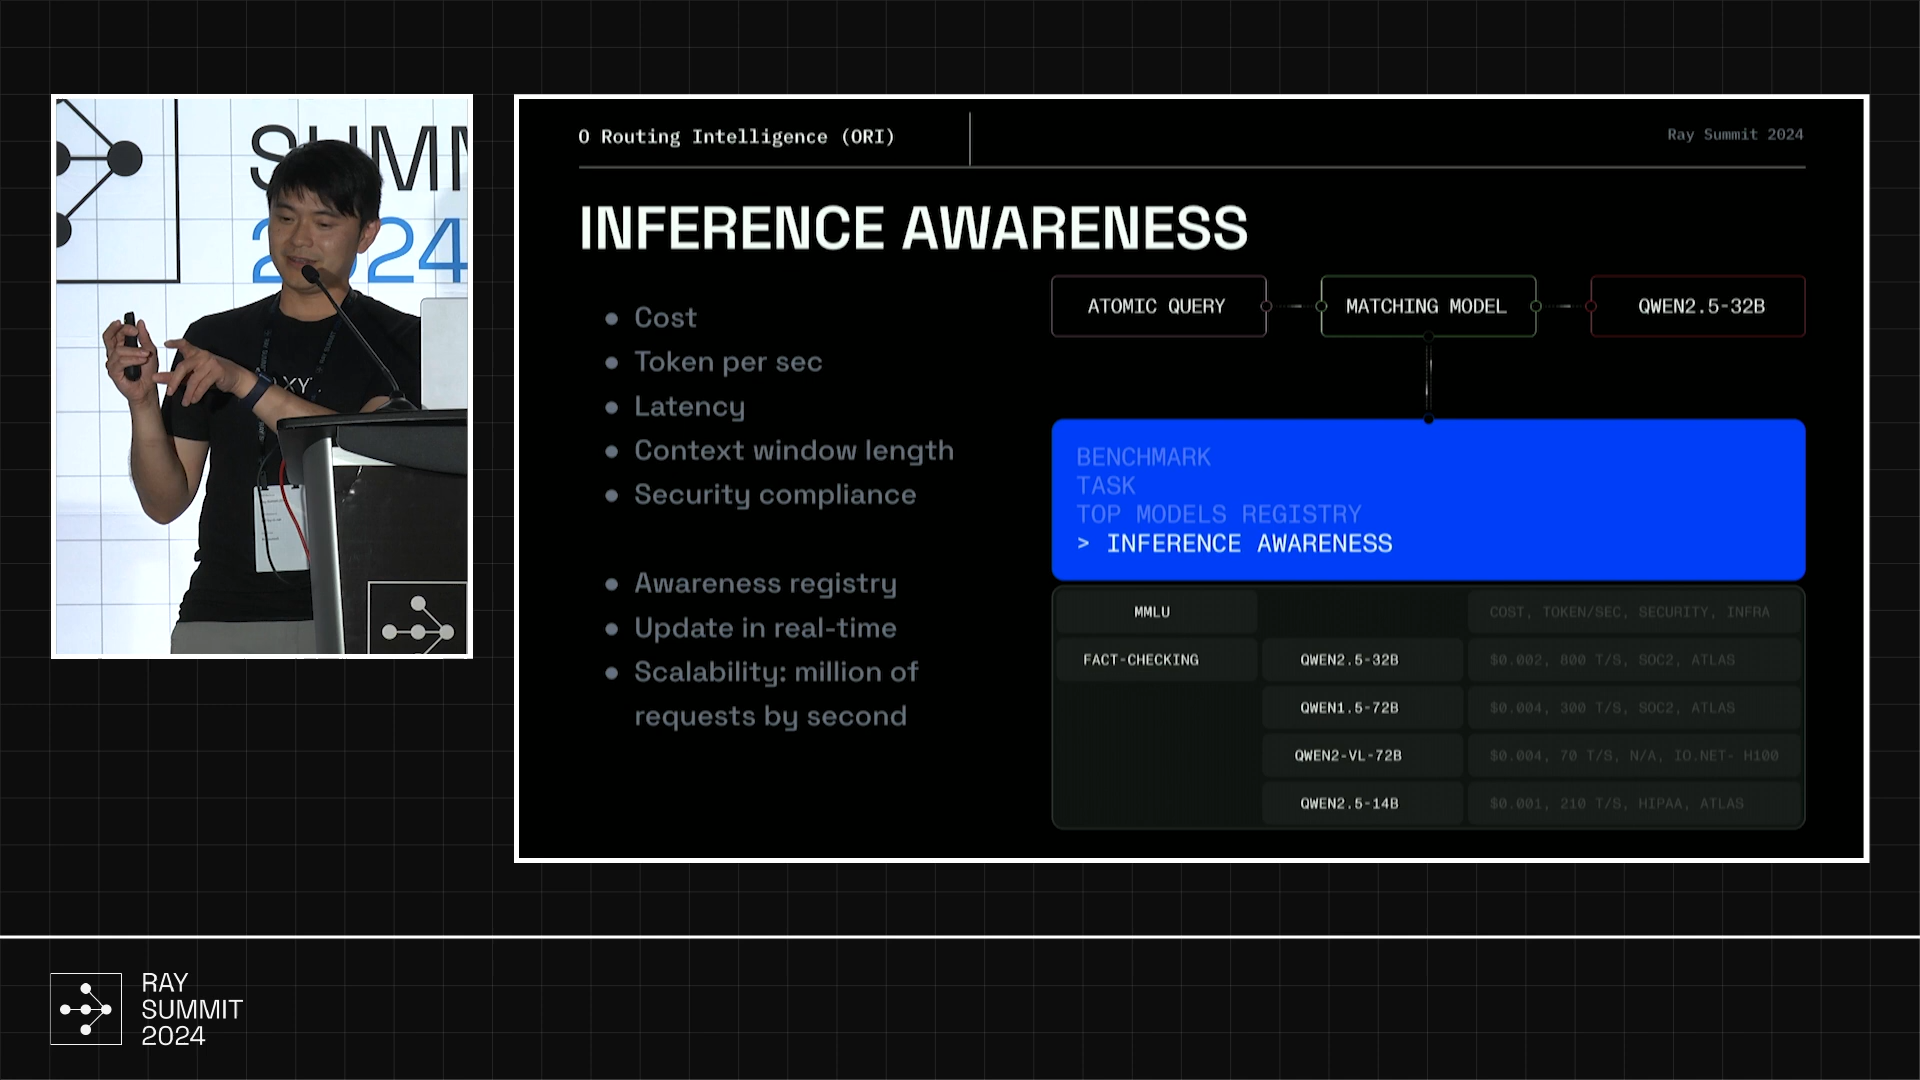 SUMM
2024
AXY
O Routing Intelligence (ORI)
Ray Summit 2024
INFERENCE AWARENESS
Cost
Token per sec
Latency
Context window length
Security compliance
Awareness registry
Update in real-time
Scalability: million of
requests by second
ATOMIC QUERY
MATCHING MODEL
QWEN2.5-32B
BENCHMARK
TASK
TOP MODELS REGISTRY
> INFERENCE AWARENESS
MMLU
COST, TOKEN/SEC, SECURITY, INFRA
FACT-CHECKING
QWEN2.5-32B
$0.002, 800 T/S, SOC2, ATLAS
QWEN1.5-72B
$0.004, 300 T/S, SOC2, ATLAS
QWEN2-VL-72B
$0.004, 70 T/S, N/A, IO.NET- H100
QWEN2.5-14B
$0.001, 210 T/S, HIPAA, ATLAS
RAY
SUMMIT
2024